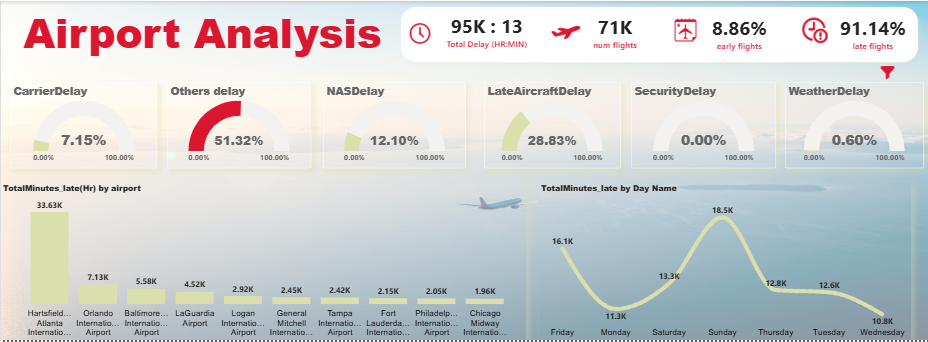 Airport Analysis
95K : 13
Total Delay (HR:MIN)
71K
num flights
8.86%
early flights
91.14%
late flights
CarrierDelay
7.15%
0.00% 100.00%
Others delay
51.32%
0.00% 100.00%
NASDelay
12.10%
0.00% 100.00%
LateAircraftDelay
28.83%
0.00% 100.00%
SecurityDelay
0.00%
0.00% 100.00%
WeatherDelay
0.60%
0.00% 100.00%
TotalMinutes_late(Hr) by airport
33.63K
7.13K
5.58K
4.52K
2.92K
2.45K
2.42K
2.15K
2.05K
1.96K
Hartsfield...
Atlanta
Internatio...
Orlando
Internatio...
Airport
Baltimore...
Internatio...
Airport
LaGuardia
Airport
Logan
Internatio...
Airport
General
Mitchell
Internatio...
Tampa
Internatio...
Airport
Fort
Lauderda...
Internatio...
Philadelp...
Internatio...
Airport
Chicago
Midway
Internatio...
TotalMinutes_late by Day Name
16.1K
11.3K
13.3K
18.5K
12.8K
12.6K
10.8K
Friday Monday Saturday Sunday Thursday Tuesday Wednesday